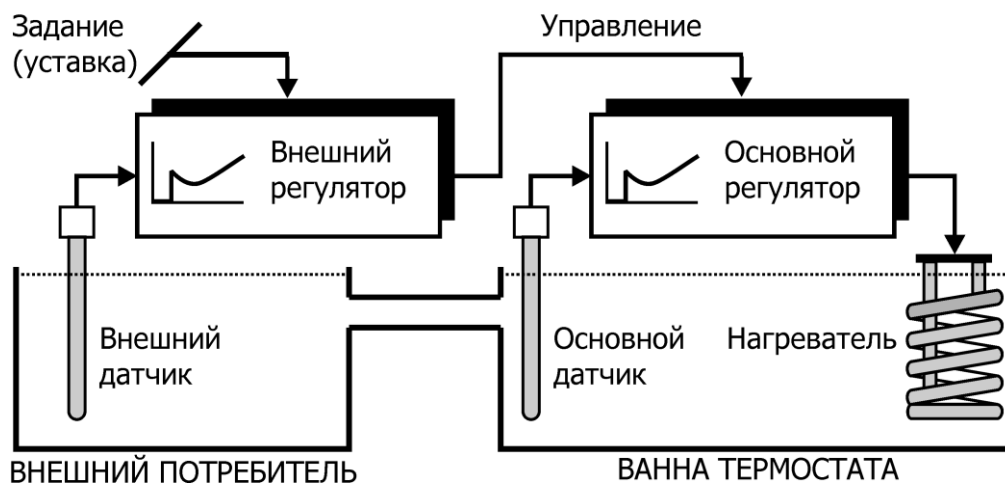 Задание
(уставка)
Управление
Внешний
регулятор
Основной
регулятор
Внешний
датчик
Основной
датчик
Нагреватель
ВНЕШНИЙ ПОТРЕБИТЕЛЬ
ВАННА ТЕРМОСТАТА